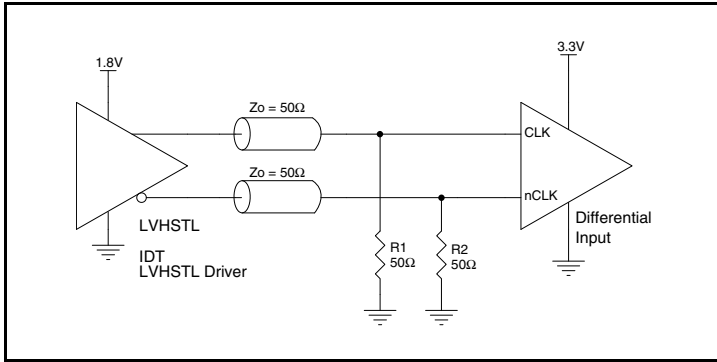 1.8V
3.3V
Zo = 50Ω
CLK
Zo = 50Ω
nCLK
LVHSTL
IDT
LVHSTL Driver
R1
50Ω
R2
50Ω
Differential
Input